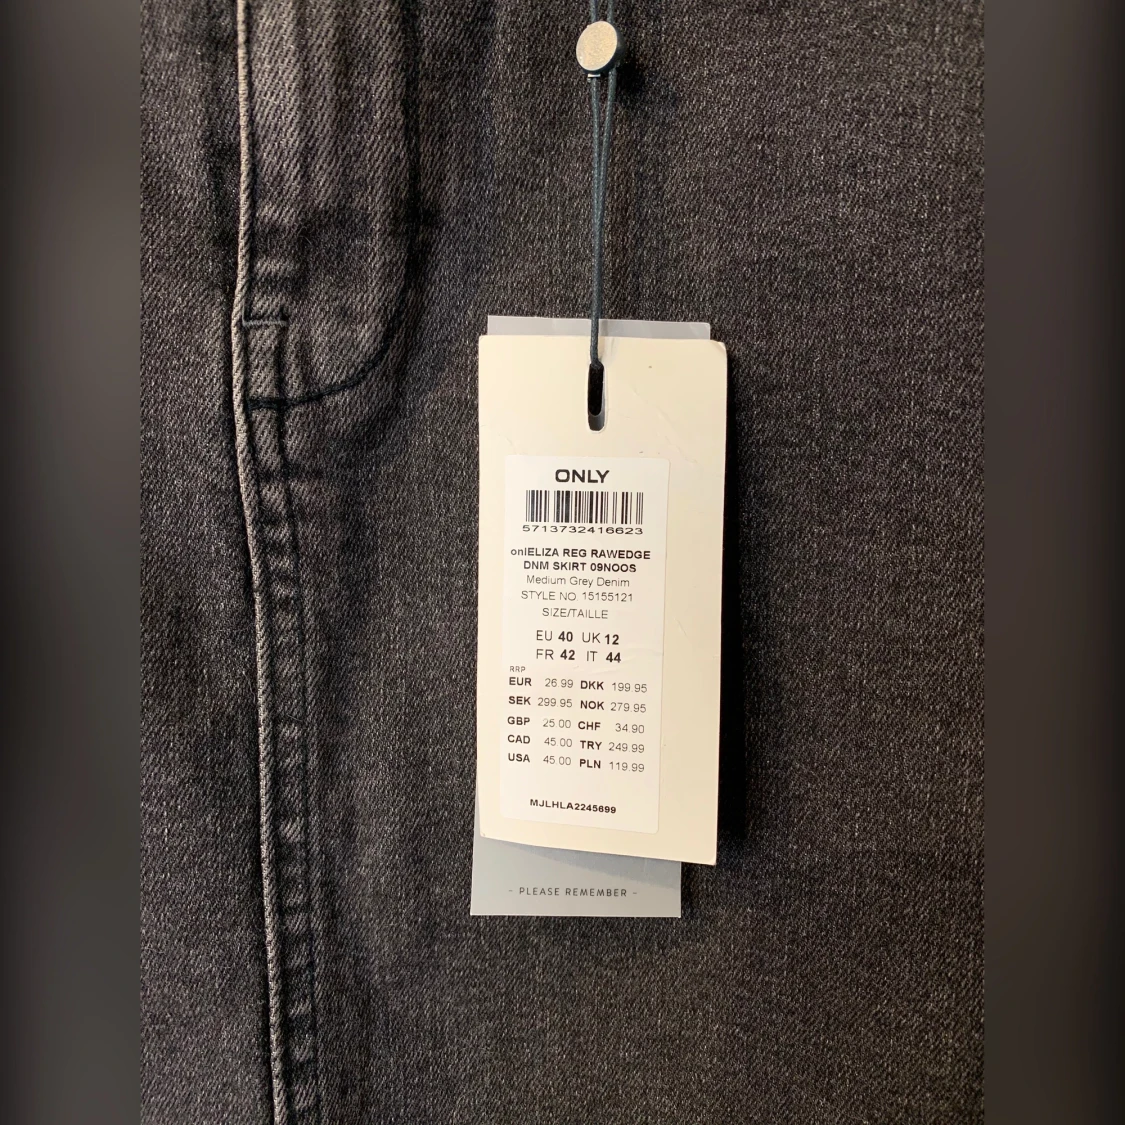 ONLY
5713732416623
onlELIZA REG RAWEDGE
DNM SKIRT 09NOOS
Medium Grey Denim
STYLE NO 15155121
SIZE/TAILLE
EU 40 UK 12
FR 42 IT 44
RRP
EUR 26.99 DKK 199.95
SEK 299.95 NOK 279.95
GBP 25.00 CHF 34.90
CAD 45.00 TRY 249.99
USA 45.00 PLN 119.99
MJLHLA2245699
- PLEASE REMEMBER -